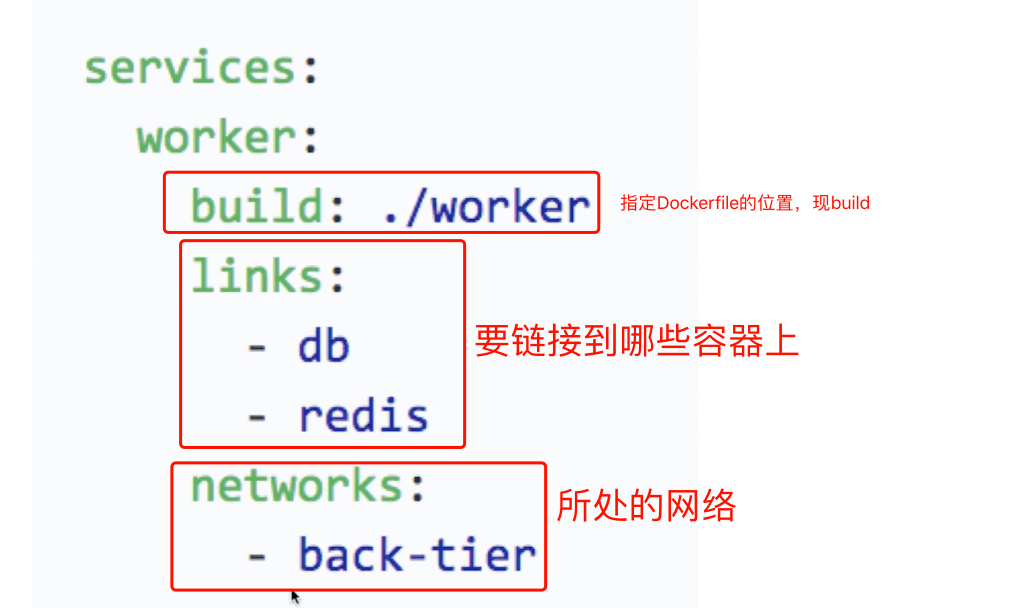 services:
worker:
build: ./worker
指定Dockerfile的位置，现build
links:
- db
要链接到哪些容器上
- redis
networks:
所处的网络
- back-tier